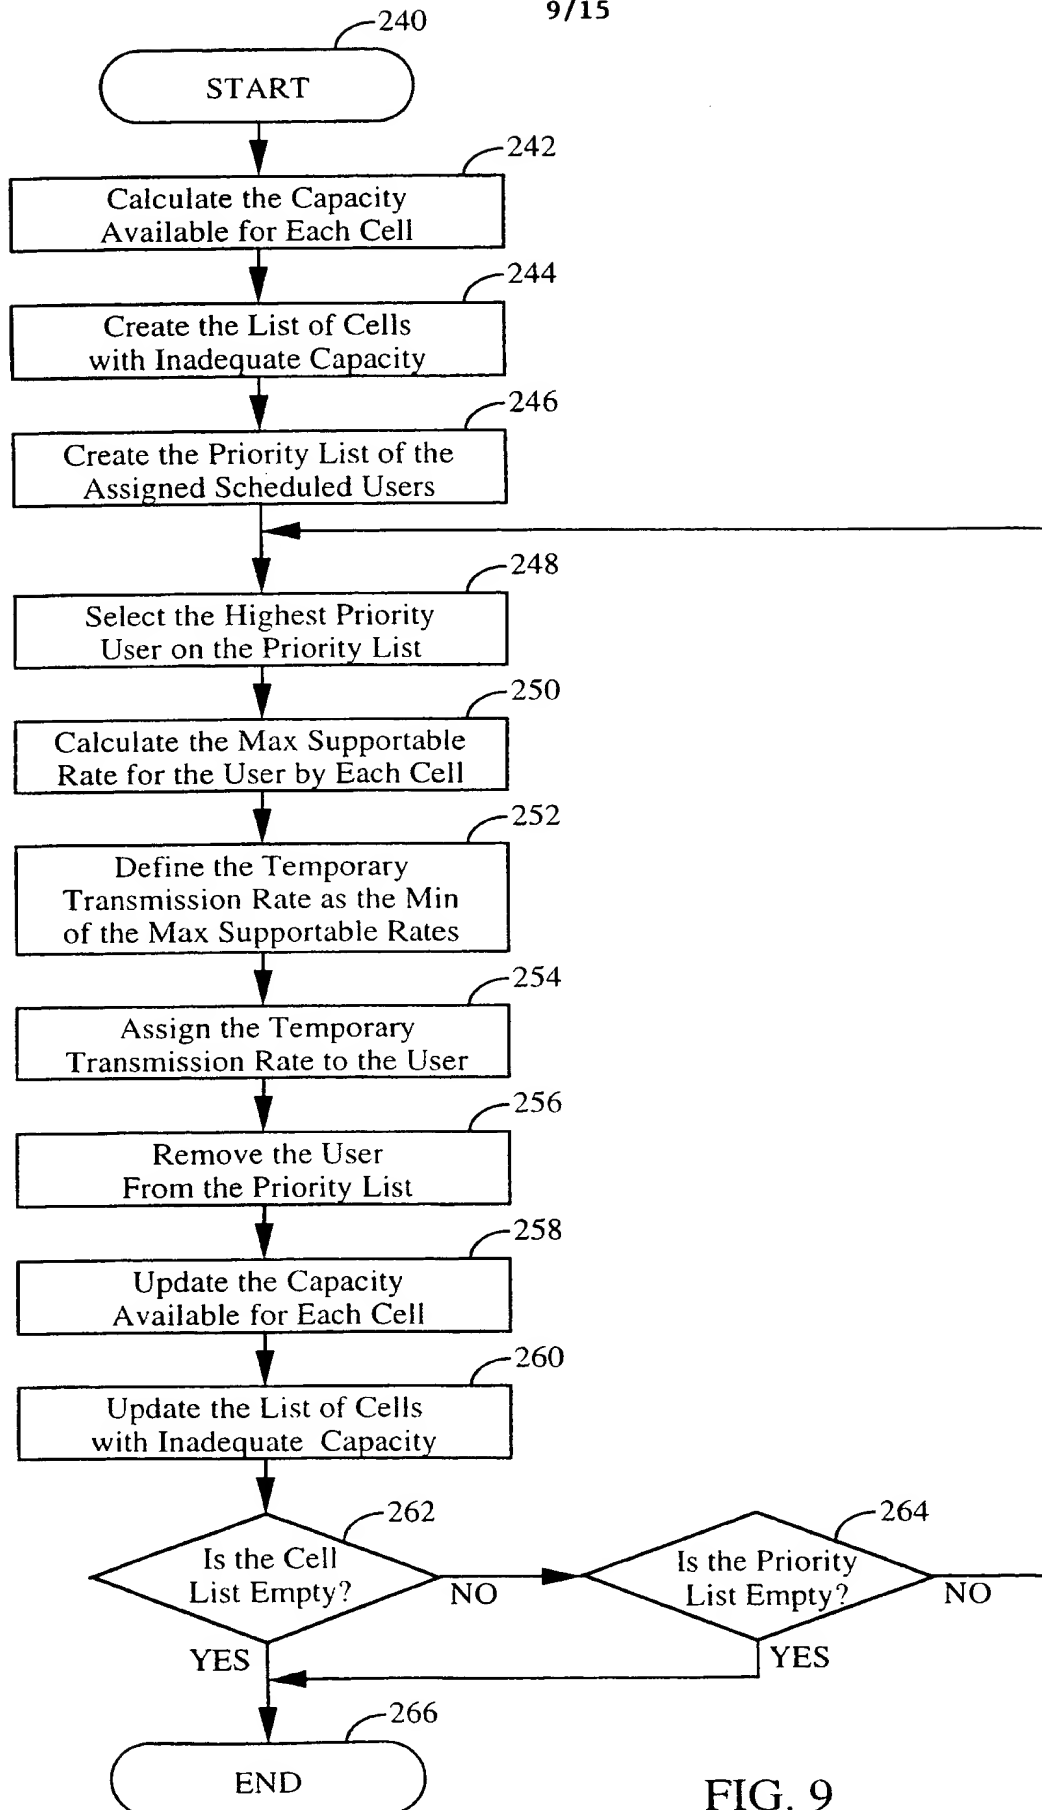 9/15
240
START
242
Calculate the Capacity
Available for Each Cell
244
Create the List of Cells
with Inadequate Capacity
246
Create the Priority List of the
Assigned Scheduled Users
248
Select the Highest Priority
User on the Priority List
250
Calculate the Max Supportable
Rate for the User by Each Cell
252
Define the Temporary
Transmission Rate as the Min
of the Max Supportable Rates
254
Assign the Temporary
Transmission Rate to the User
256
Remove the User
From the Priority List
258
Update the Capacity
Available for Each Cell
260
Update the List of Cells
with Inadequate Capacity
262
Is the Cell
List Empty?
NO
264
Is the Priority
List Empty?
NO
YES
YES
266
END
FIG. 9